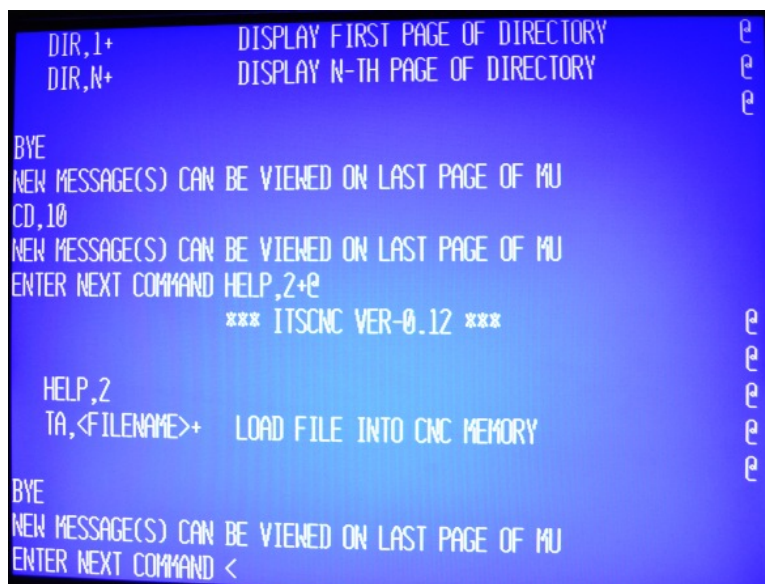 DIR,1+ DISPLAY FIRST PAGE OF DIRECTORY @
DIR,N+ DISPLAY N-TH PAGE OF DIRECTORY @
@
BYE
NEW MESSAGE(S) CAN BE VIEWED ON LAST PAGE OF MU
CD,10
NEW MESSAGE(S) CAN BE VIEWED ON LAST PAGE OF MU
ENTER NEXT COMMAND HELP,2+@
*** ITSCNC VER-0.12 *** @
@
HELP,2 @
TA,<FILENAME>+ LOAD FILE INTO CNC MEMORY @
@
BYE
NEW MESSAGE(S) CAN BE VIEWED ON LAST PAGE OF MU
ENTER NEXT COMMAND <